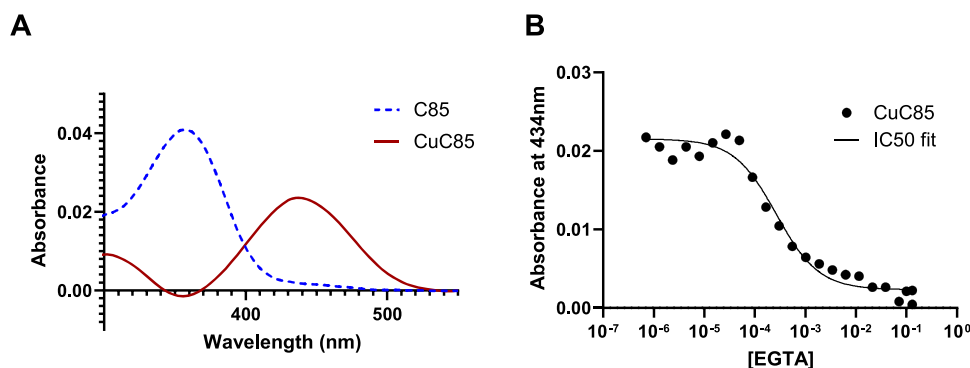 A
C85
CuC85
0.04
0.02
0.00
400
500
Absorbance
Wavelength (nm)
B
CuC85
IC50 fit
0.03
0.02
0.01
0.00
10-7
10-6
10-5
10-4
10-3
10-2
10-1
100
Absorbance at 434nm
[EGTA]